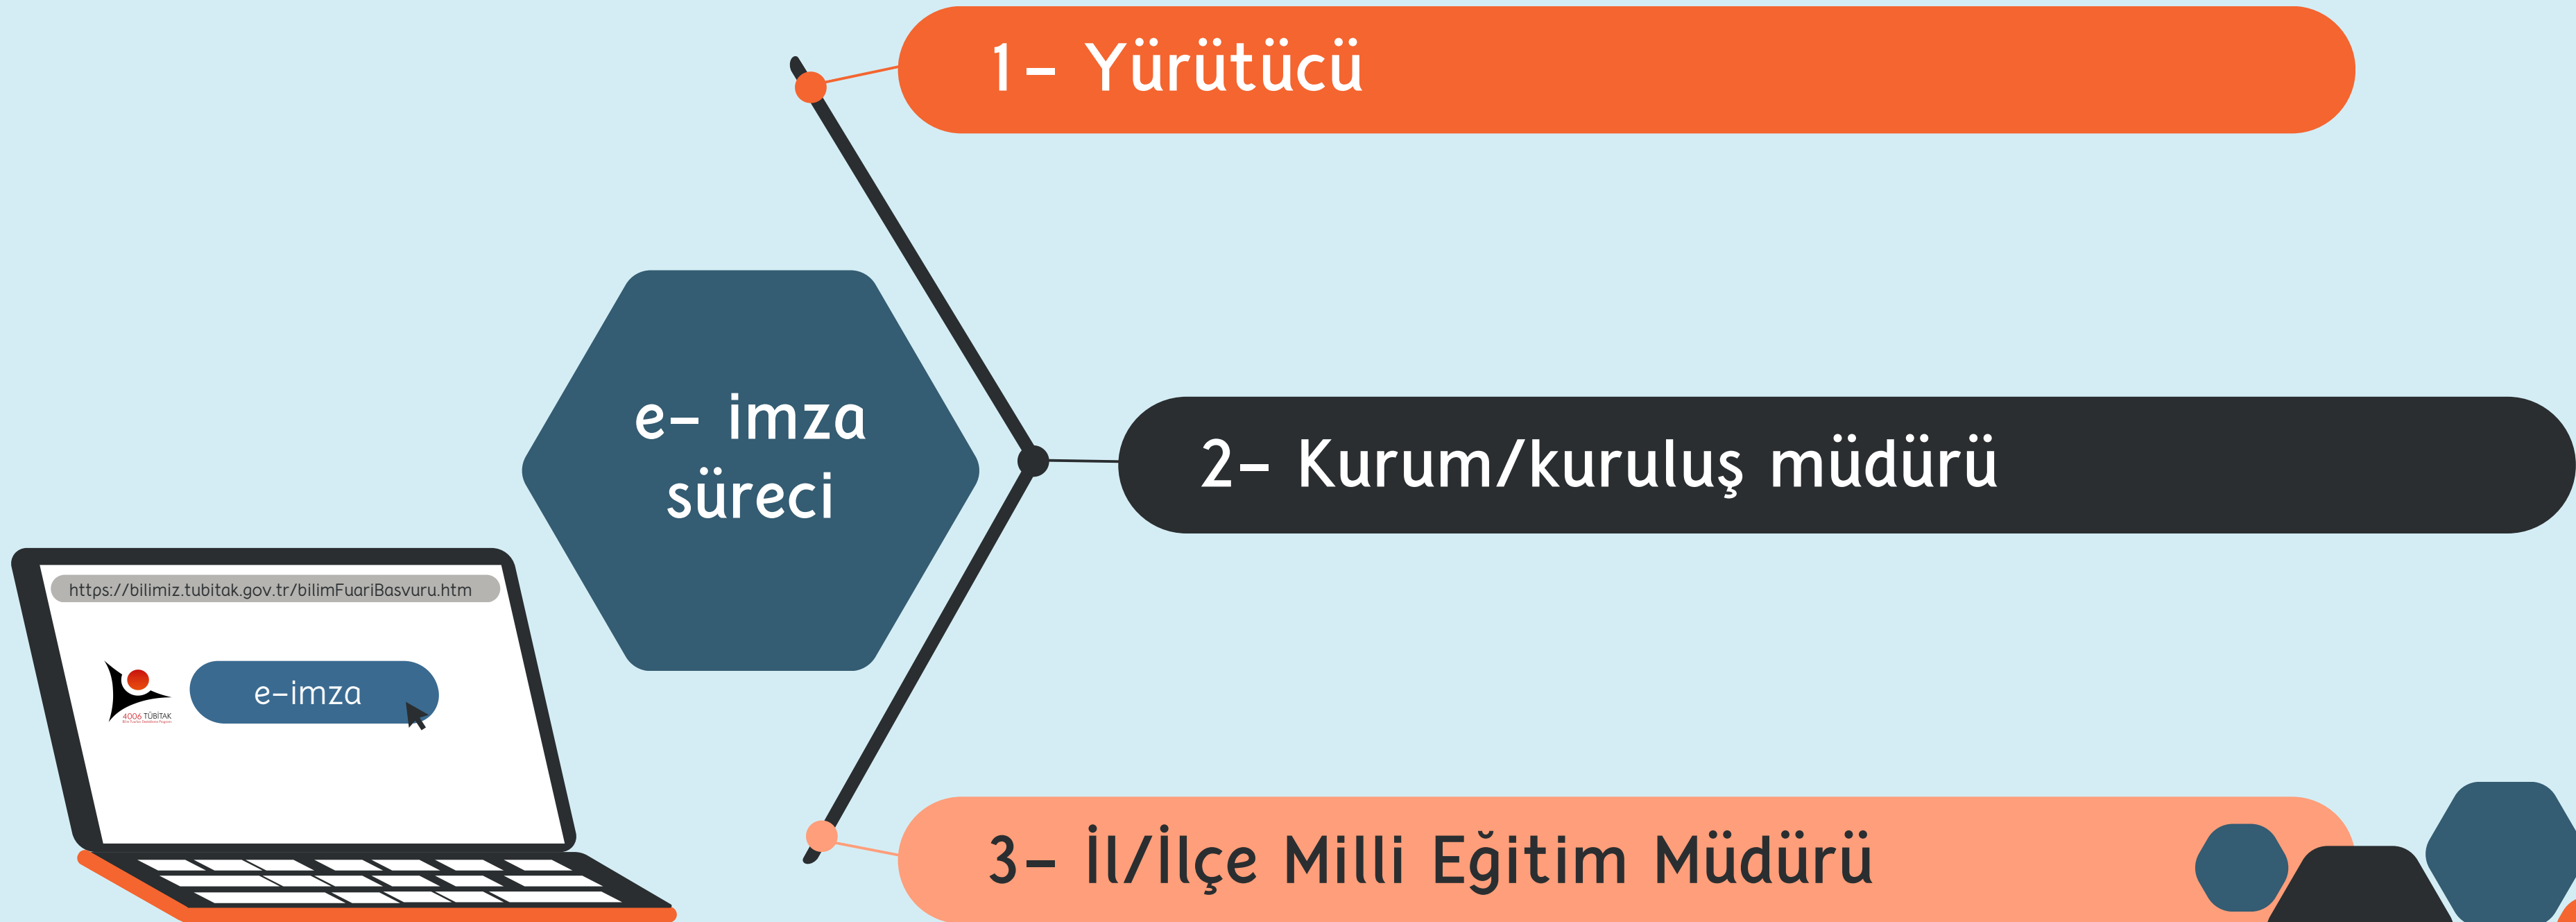 1- Yürütücü
e- imza
süreci
2- Kurum/kuruluş müdürü
https://bilimiz.tubitak.gov.tr/bilimFuariBasvuru.htm
e-imza
4006 TÜBİTAK
3- İl/İlçe Milli Eğitim Müdürü